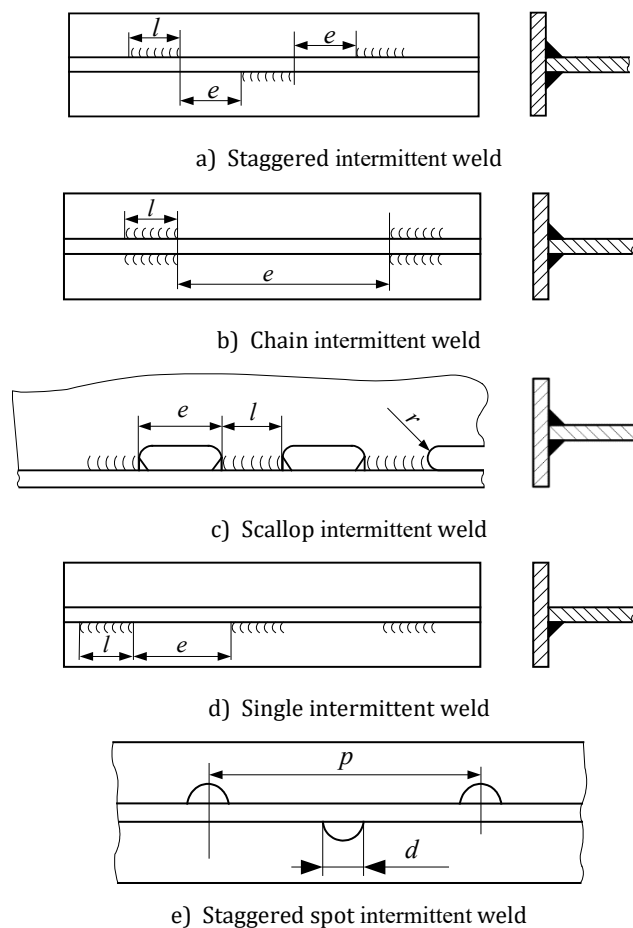 l
e
e
a) Staggered intermittent weld
l
e
b) Chain intermittent weld
e
l
r
c) Scallop intermittent weld
l
e
d) Single intermittent weld
p
d
e) Staggered spot intermittent weld